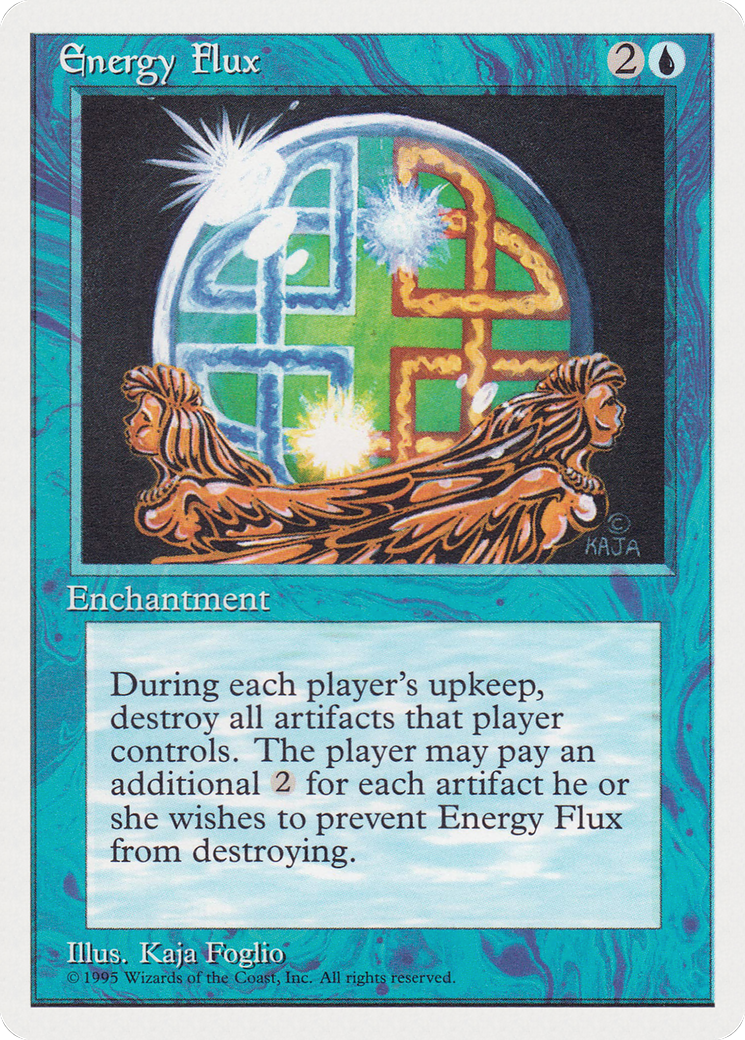 Energy Flux 2
© KAJA
Enchantment
During each player's upkeep,
destroy all artifacts that player
controls. The player may pay an
additional 2 for each artifact he or
she wishes to prevent Energy Flux
from destroying.
Illus. Kaja Foglio
© 1995 Wizards of the Coast, Inc. All rights reserved.